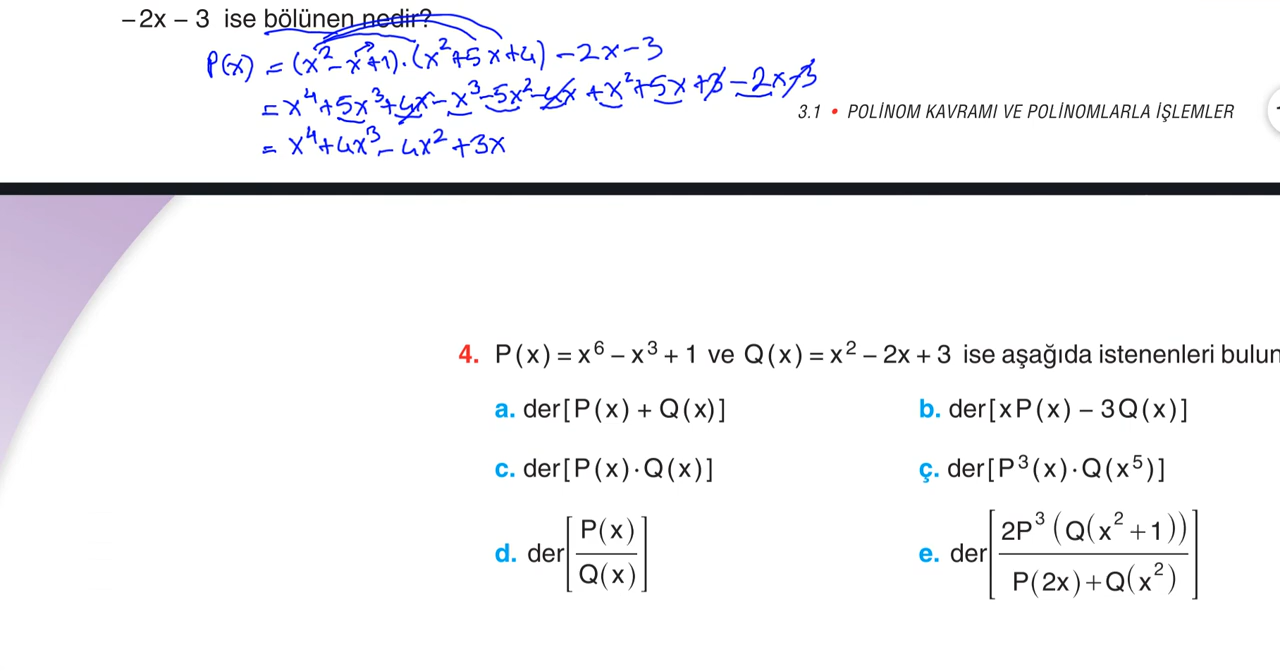 –2x – 3 ise bölünen nedir?
P(x) = (x²-x+1).(x²+5x+4) -2x-3
= x⁴+5x³+4x-x³-5x²-4x+x²+5x+3-2x-3
= x⁴+4x³-4x²+3x
3.1 • POLİNOM KAVRAMI VE POLİNOMLARLA İŞLEMLER
4. P(x) = x⁶ – x³ + 1 ve Q(x) = x² – 2x + 3 ise aşağıda istenenleri bulun
a. der[P(x) + Q(x)]
b. der[xP(x) – 3Q(x)]
c. der[P(x)·Q(x)]
ç. der[P³(x)·Q(x⁵)]
d. der[P(x)/Q(x)]
e. der[2P³(Q(x²+1))/P(2x)+Q(x²)]